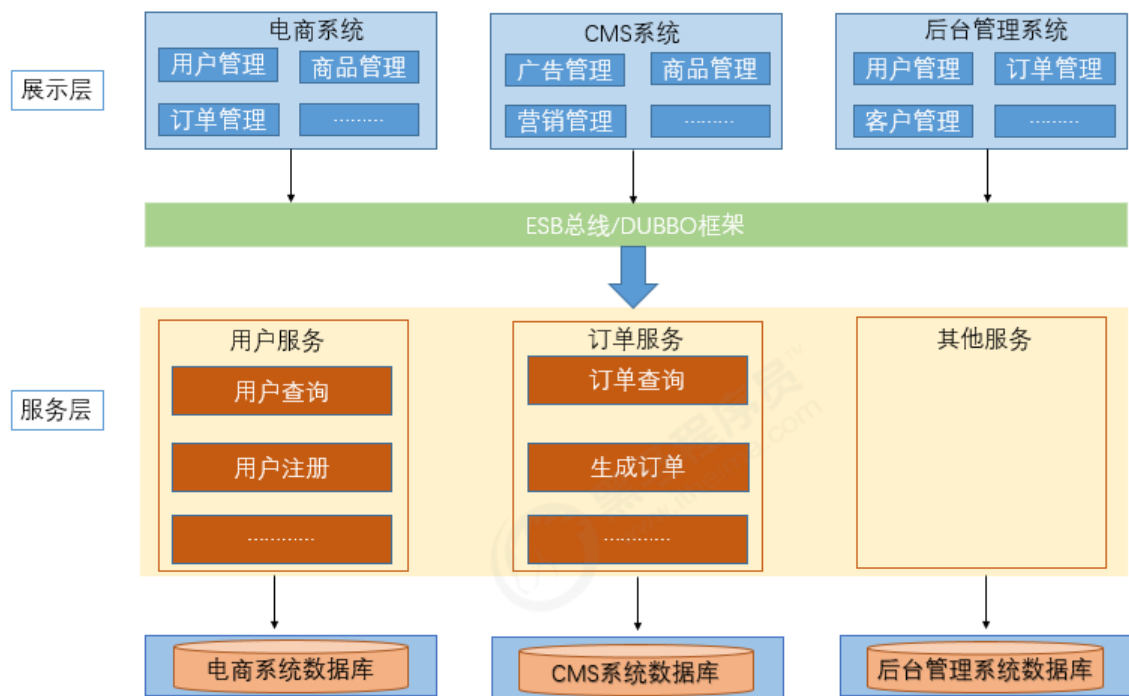 电商系统
用户管理
商品管理
订单管理
………
CMS系统
广告管理
商品管理
营销管理
………
后台管理系统
用户管理
订单管理
客户管理
………
展示层
ESB总线/DUBBO框架
服务层
用户服务
用户查询
用户注册
…………
订单服务
订单查询
生成订单
…………
其他服务
电商系统数据库
CMS系统数据库
后台管理系统数据库